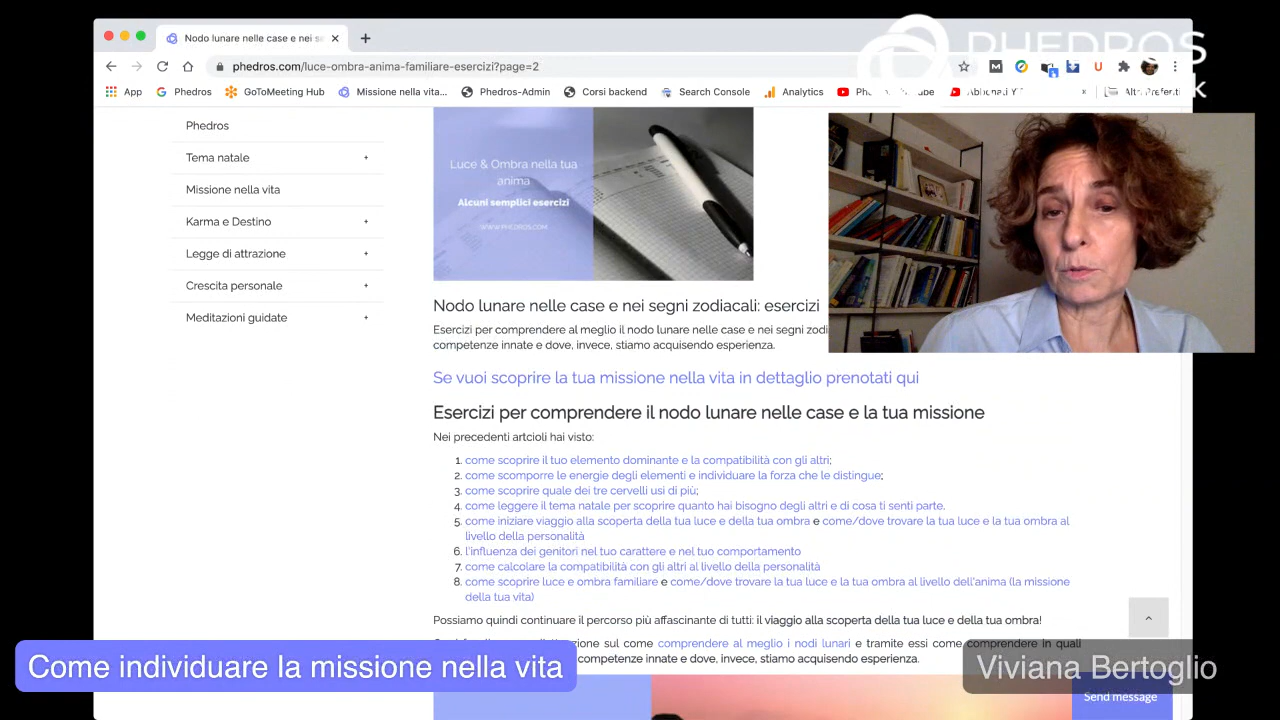 Nodo lunare nelle case e nei se
PHEDROS
phedros.com/luce-ombra-anima-familiare-esercizi?page=2
App
Phedros
GoToMeeting Hub
Missione nella vita...
Phedros-Ad
Corsi backend
Search Console
Analytics
Abbonati
Altri Preferiti
Phedros
Tema natale +
Missione nella vita
Karma e Destino +
Legge di attrazione +
Crescita personale +
Meditazioni guidate +
Luce & Ombra nella tua
anima
Alcuni semplici esercizi
WWW.PHEDROS.COM
Nodo lunare nelle case e nei segni zodiacali: esercizi
Esercizi per comprendere al meglio il nodo lunare nelle case e nei segni zodi
competenze innate e dove, invece, stiamo acquisendo esperienza.
Se vuoi scoprire la tua missione nella vita in dettaglio prenotati qui
Esercizi per comprendere il nodo lunare nelle case e la tua missione
Nei precedenti artcioli hai visto:
1. come scoprire il tuo elemento dominante e la compatibilità con gli altri;
2. come scomporre le energie degli elementi e individuare la forza che le distingue;
3. come scoprire quale dei tre cervelli usi di più;
4. come leggere il tema natale per scoprire quanto hai bisogno degli altri e di cosa ti senti parte.
5. come iniziare viaggio alla scoperta della tua luce e della tua ombra e come/dove trovare la tua luce e la tua ombra al
livello della personalità
6. l'influenza dei genitori nel tuo carattere e nel tuo comportamento
7. come calcolare la compatibilità con gli altri al livello della personalità
8. come scoprire luce e ombra familiare e come/dove trovare la tua luce e la tua ombra al livello dell'anima (la missione
della tua vita)
Possiamo quindi continuare il percorso più affascinante di tutti: il viaggio alla scoperta della tua luce e della tua ombra!
sul come comprendere al meglio i nodi lunari e tramite essi come comprendere in quali
competenze innate e dove, invece, stiamo acquisendo esperienza.
Come individuare la missione nella vita
Viviana Bertoglio
Send message